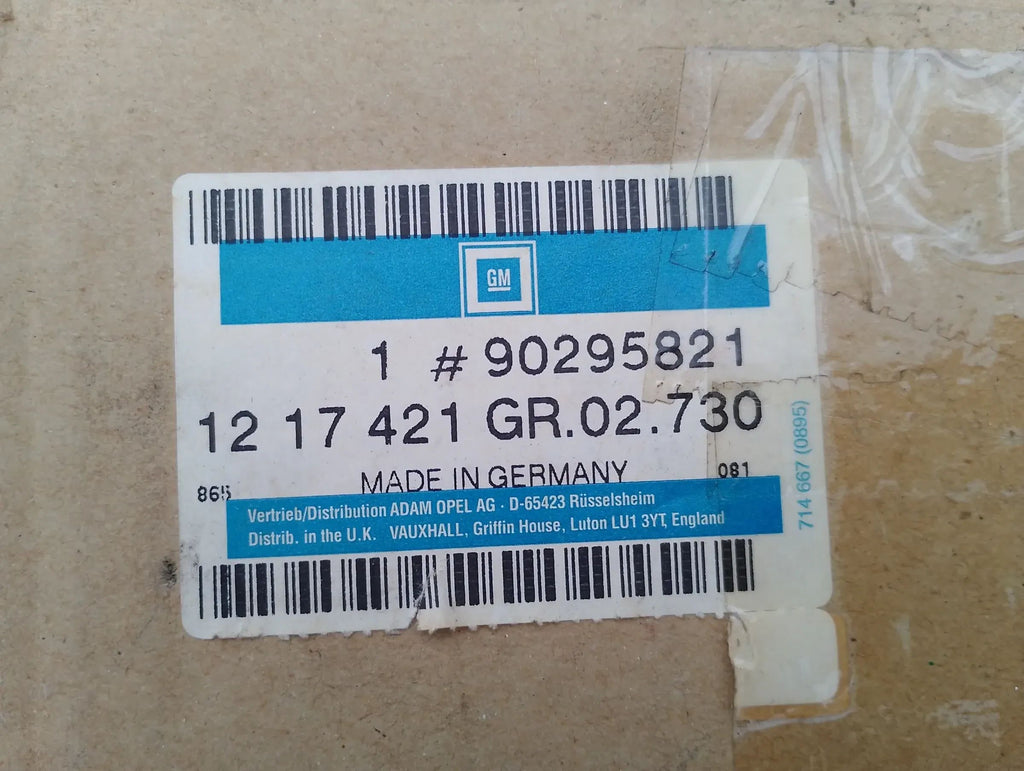 GM
1 # 90295821
12 17 421 GR.02.730
MADE IN GERMANY
865 081
Vertrieb/Distribution ADAM OPEL AG · D-65423 Rüsselsheim
Distrib. in the U.K. VAUXHALL, Griffin House, Luton LU1 3YT, England
714 667 (0895)